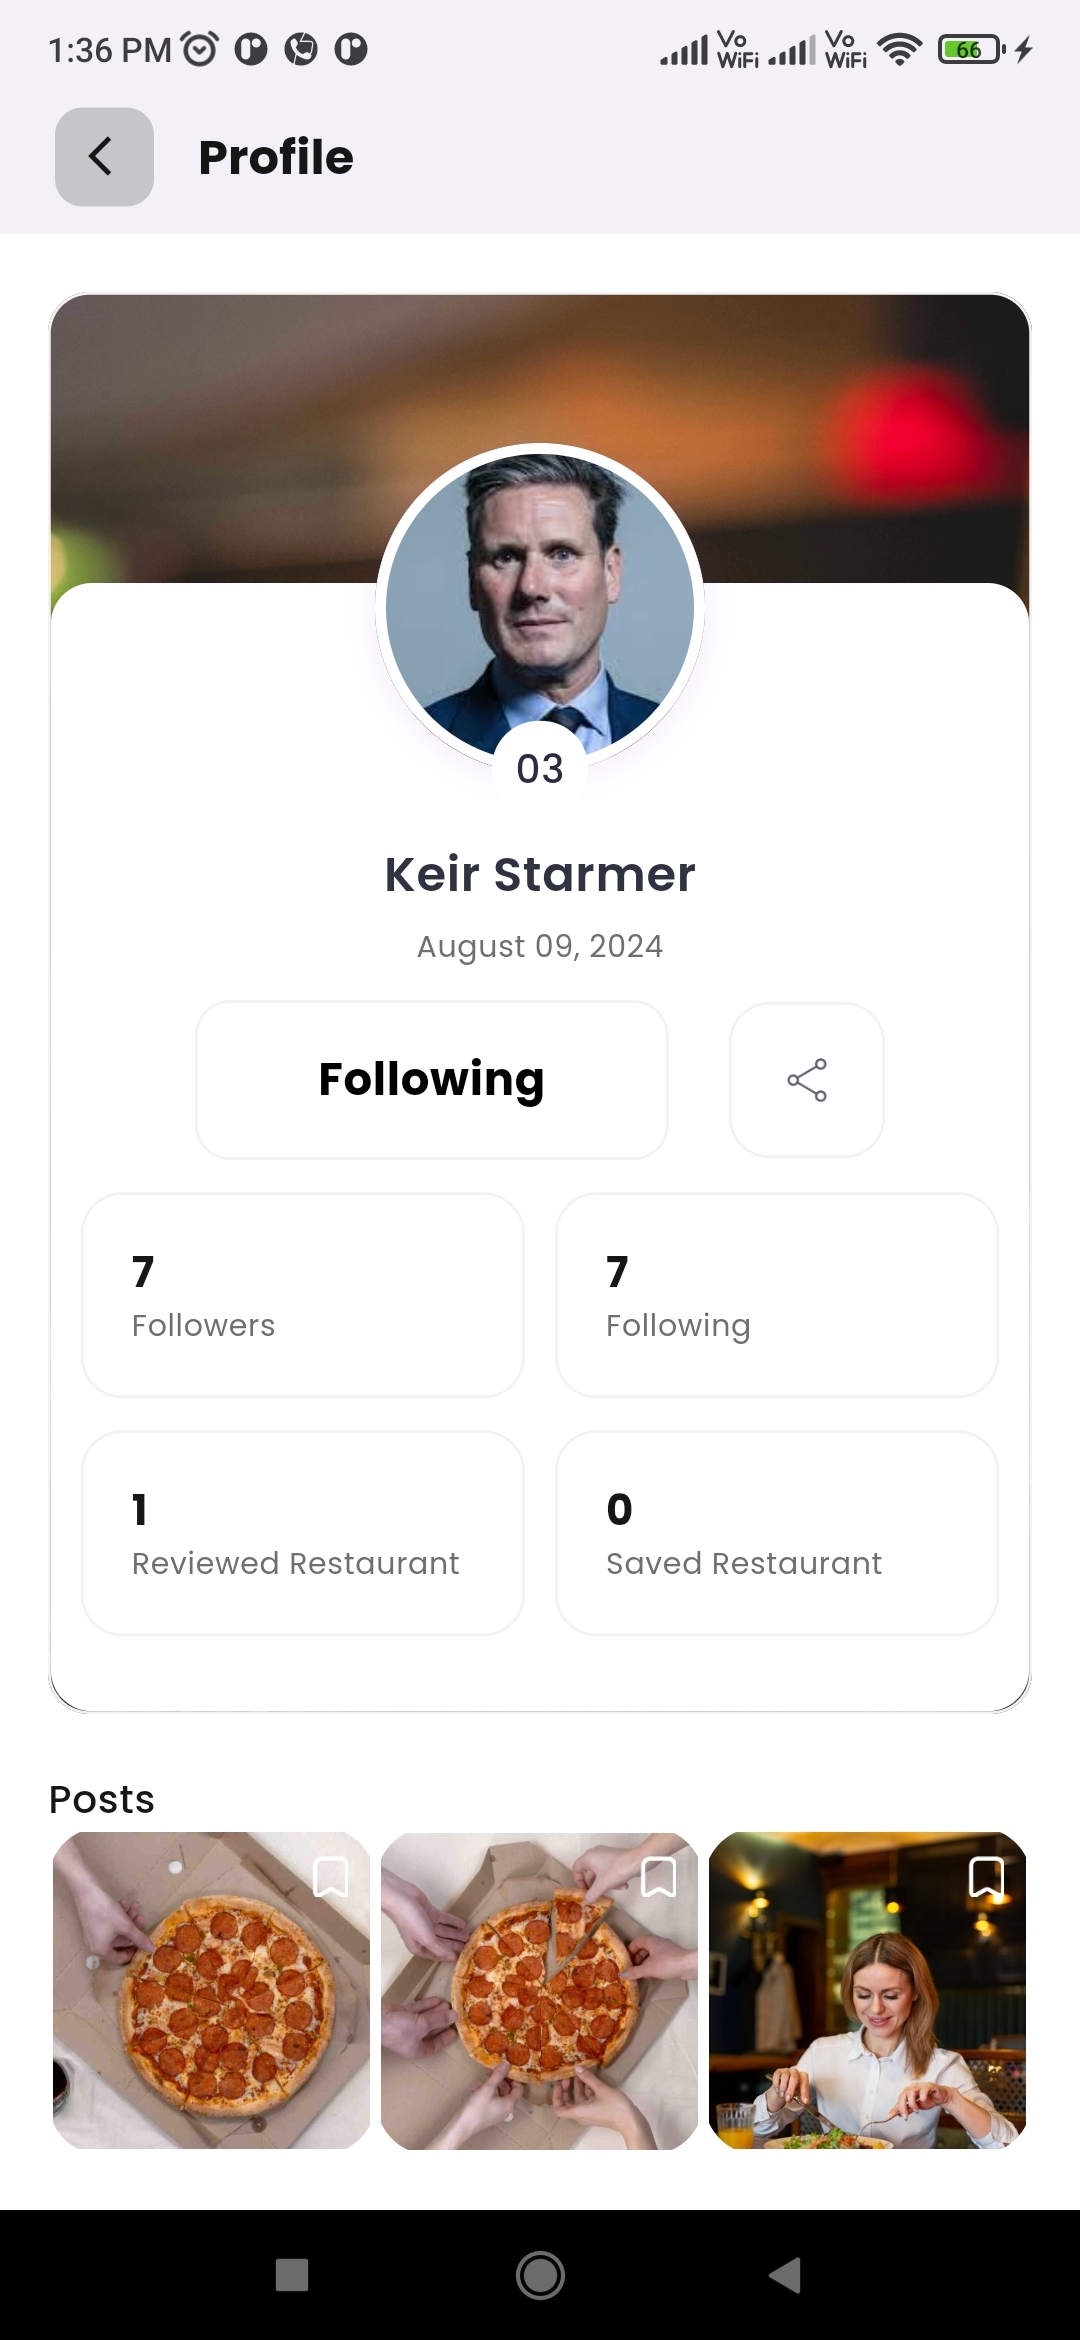 1:36 PM
Vo
WiFi
Vo
WiFi
66
Profile
03
Keir Starmer
August 09, 2024
Following
7
Followers
7
Following
1
Reviewed Restaurant
0
Saved Restaurant
Posts